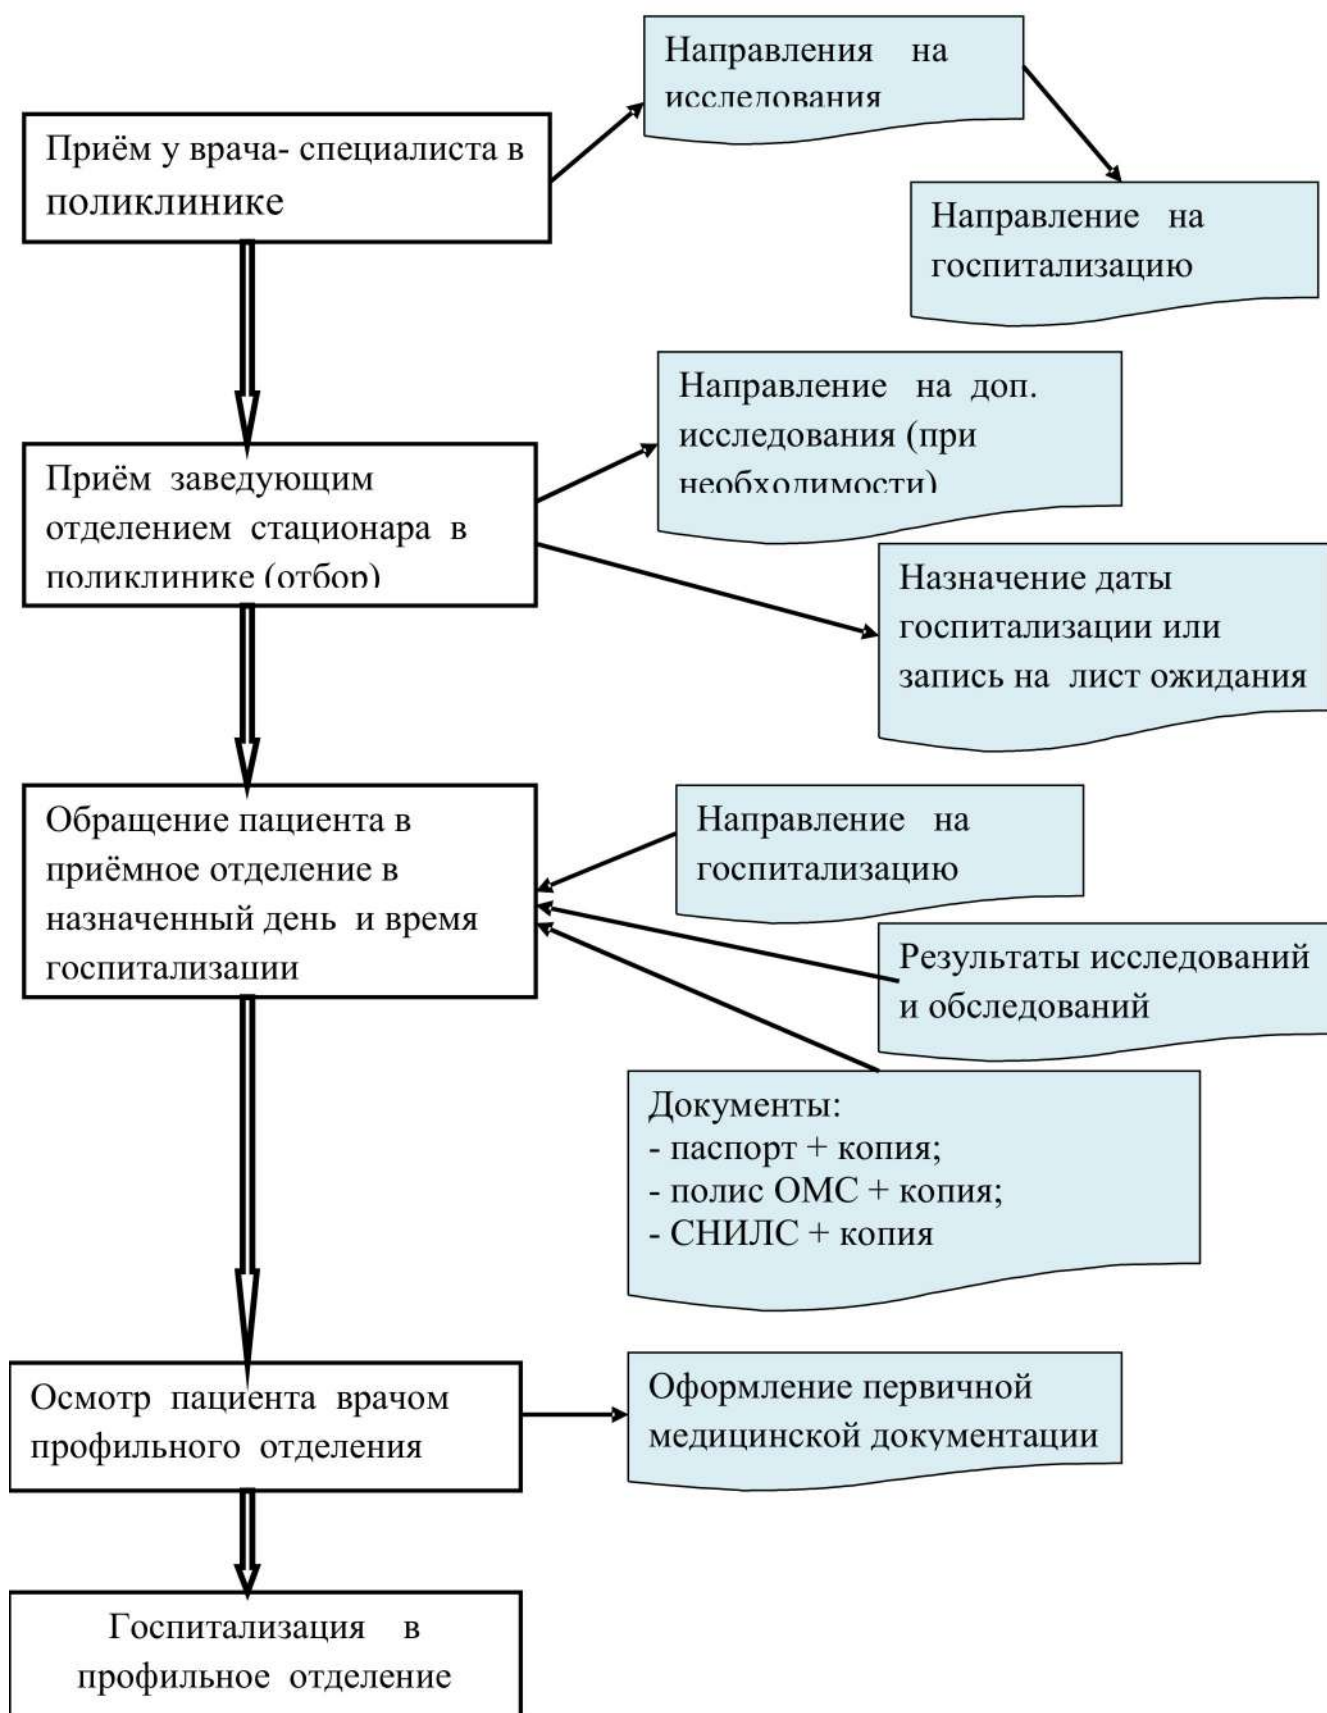 Направления на
исследования
Приём у врача- специалиста в
поликлинике
Направление на
госпитализацию
Направление на доп.
исследования (при
необходимости)
Приём заведующим
отделением стационара в
поликлинике (отбор)
Назначение даты
госпитализации или
запись на лист ожидания
Обращение пациента в
приёмное отделение в
назначенный день и время
госпитализации
Направление на
госпитализацию
Результаты исследований
и обследований
Документы:
- паспорт + копия;
- полис ОМС + копия;
- СНИЛС + копия
Осмотр пациента врачом
профильного отделения
Оформление первичной
медицинской документации
Госпитализация в
профильное отделение